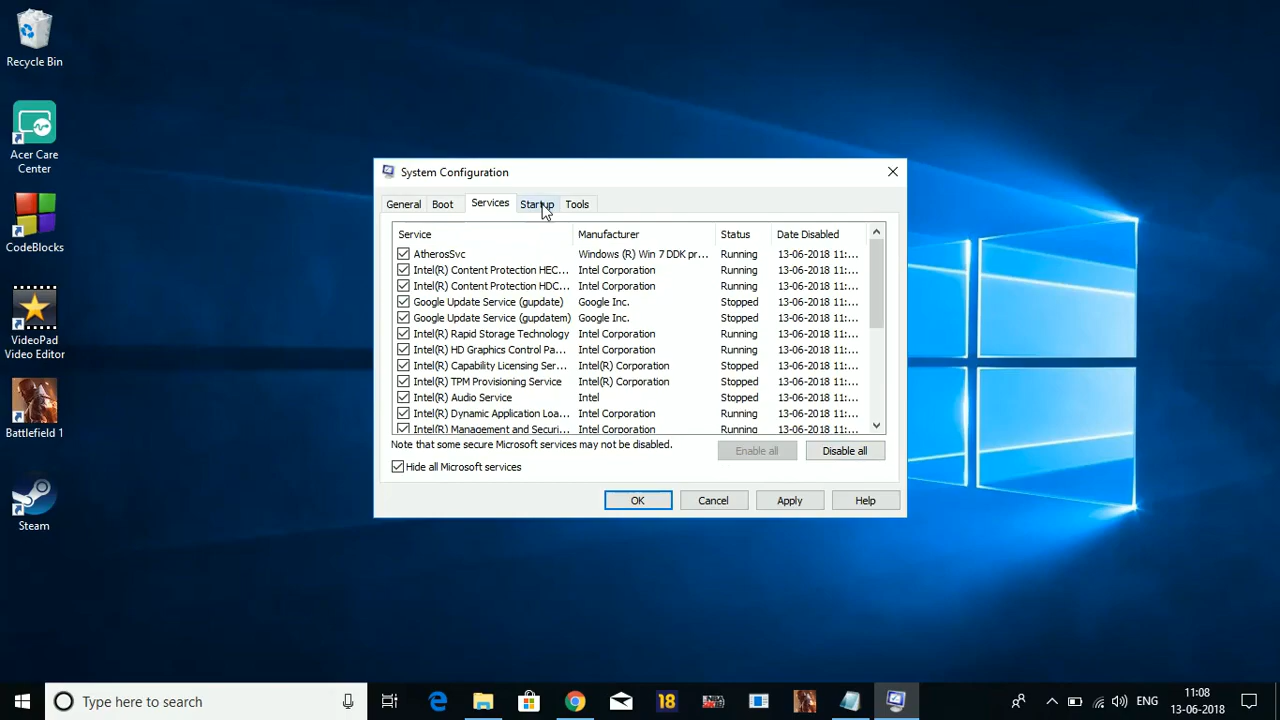 Recycle Bin
Acer Care
Center
CodeBlocks
VideoPad
Video Editor
Battlefield 1
Steam
System Configuration
General Boot Services Startup Tools
Service Manufacturer Status Date Disabled
AtherosSvc Windows (R) Win 7 DDK pr... Running 13-06-2018 11:...
Intel(R) Content Protection HEC... Intel Corporation Running 13-06-2018 11:...
Intel(R) Content Protection HDC... Intel Corporation Running 13-06-2018 11:...
Google Update Service (gupdate) Google Inc. Stopped 13-06-2018 11:...
Google Update Service (gupdatem) Google Inc. Stopped 13-06-2018 11:...
Intel(R) Rapid Storage Technology Intel Corporation Running 13-06-2018 11:...
Intel(R) HD Graphics Control Pa... Intel Corporation Running 13-06-2018 11:...
Intel(R) Capability Licensing Ser... Intel(R) Corporation Stopped 13-06-2018 11:...
Intel(R) TPM Provisioning Service Intel(R) Corporation Stopped 13-06-2018 11:...
Intel(R) Audio Service Intel Stopped 13-06-2018 11:...
Intel(R) Dynamic Application Loa... Intel Corporation Running 13-06-2018 11:...
Intel(R) Management and Securi... Intel Corporation Running 13-06-2018 11:...
Note that some secure Microsoft services may not be disabled.
Enable all Disable all
Hide all Microsoft services
OK Cancel Apply Help
Type here to search
18
ENG
11:08
13-06-2018